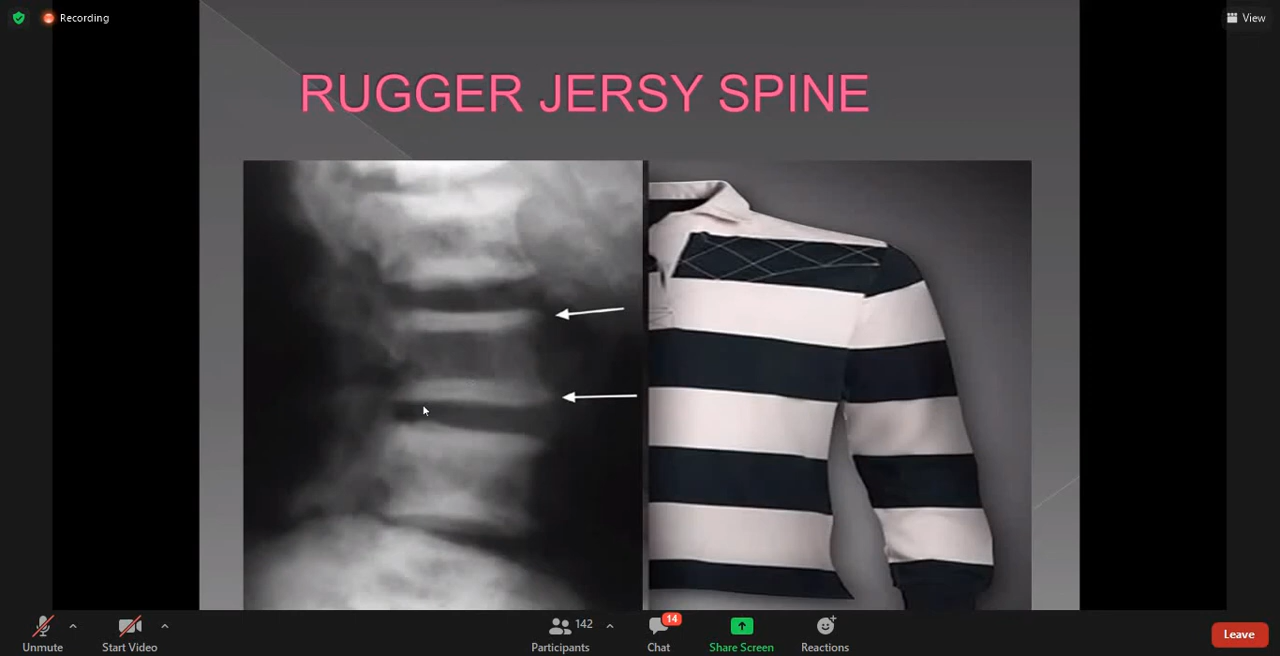 Recording
View
RUGGER JERSY SPINE
Unmute
Start Video
142
Participants
14
Chat
Share Screen
Reactions
Leave